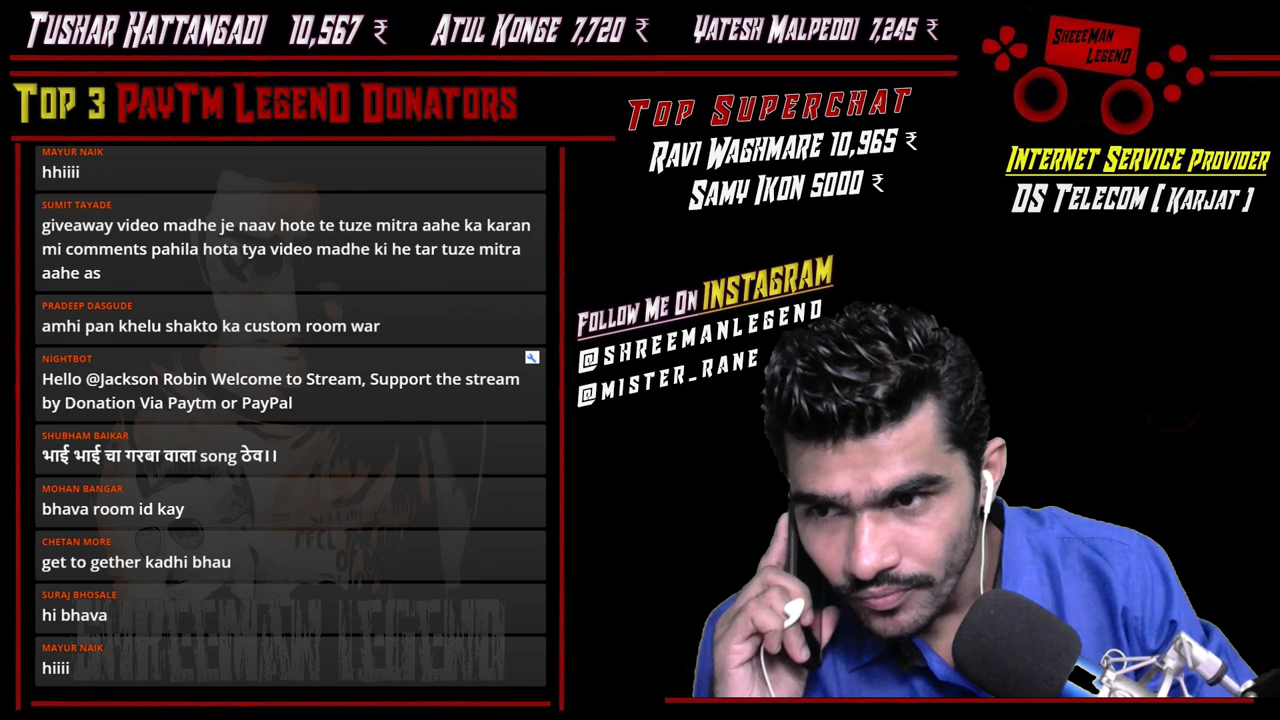 TUSHAR HATTANGADI 10,567 ₹ ATUL KONGE 7,720 ₹ YATESH MALPEDDI 7,245 ₹
SHEEEMAN
LEGEND
TOP 3 PAYTM LEGEND DONATORS
TOP SUPERCHAT
RAVI WAGHMARE 10,965 ₹
SAMY IKON 5000 ₹
INTERNET SERVICE PROVIDER
DS TELECOM [ KARJAT ]
MAYUR NAIK
hhiiii
SUMIT TAYADE
giveaway video madhe je naav hote te tuze mitra aahe ka karan
mi comments pahila hota tya video madhe ki he tar tuze mitra
aahe as
PRADEEP DASGUDE
amhi pan khelu shakto ka custom room war
NIGHTBOT
Hello @Jackson Robin Welcome to Stream, Support the stream
by Donation Via Paytm or PayPal
SHUBHAM BAIKAR
भाई भाई चा गरबा वाला song ठेव।।
MOHAN BANGAR
bhava room id kay
CHETAN MORE
get to gether kadhi bhau
SURAJ BHOSALE
hi bhava
MAYUR NAIK
hiiii
SHREEMAN LEGEND
FOLLOW ME ON INSTAGRAM
@SHREEMANLEGEND
@MISTER_RANE